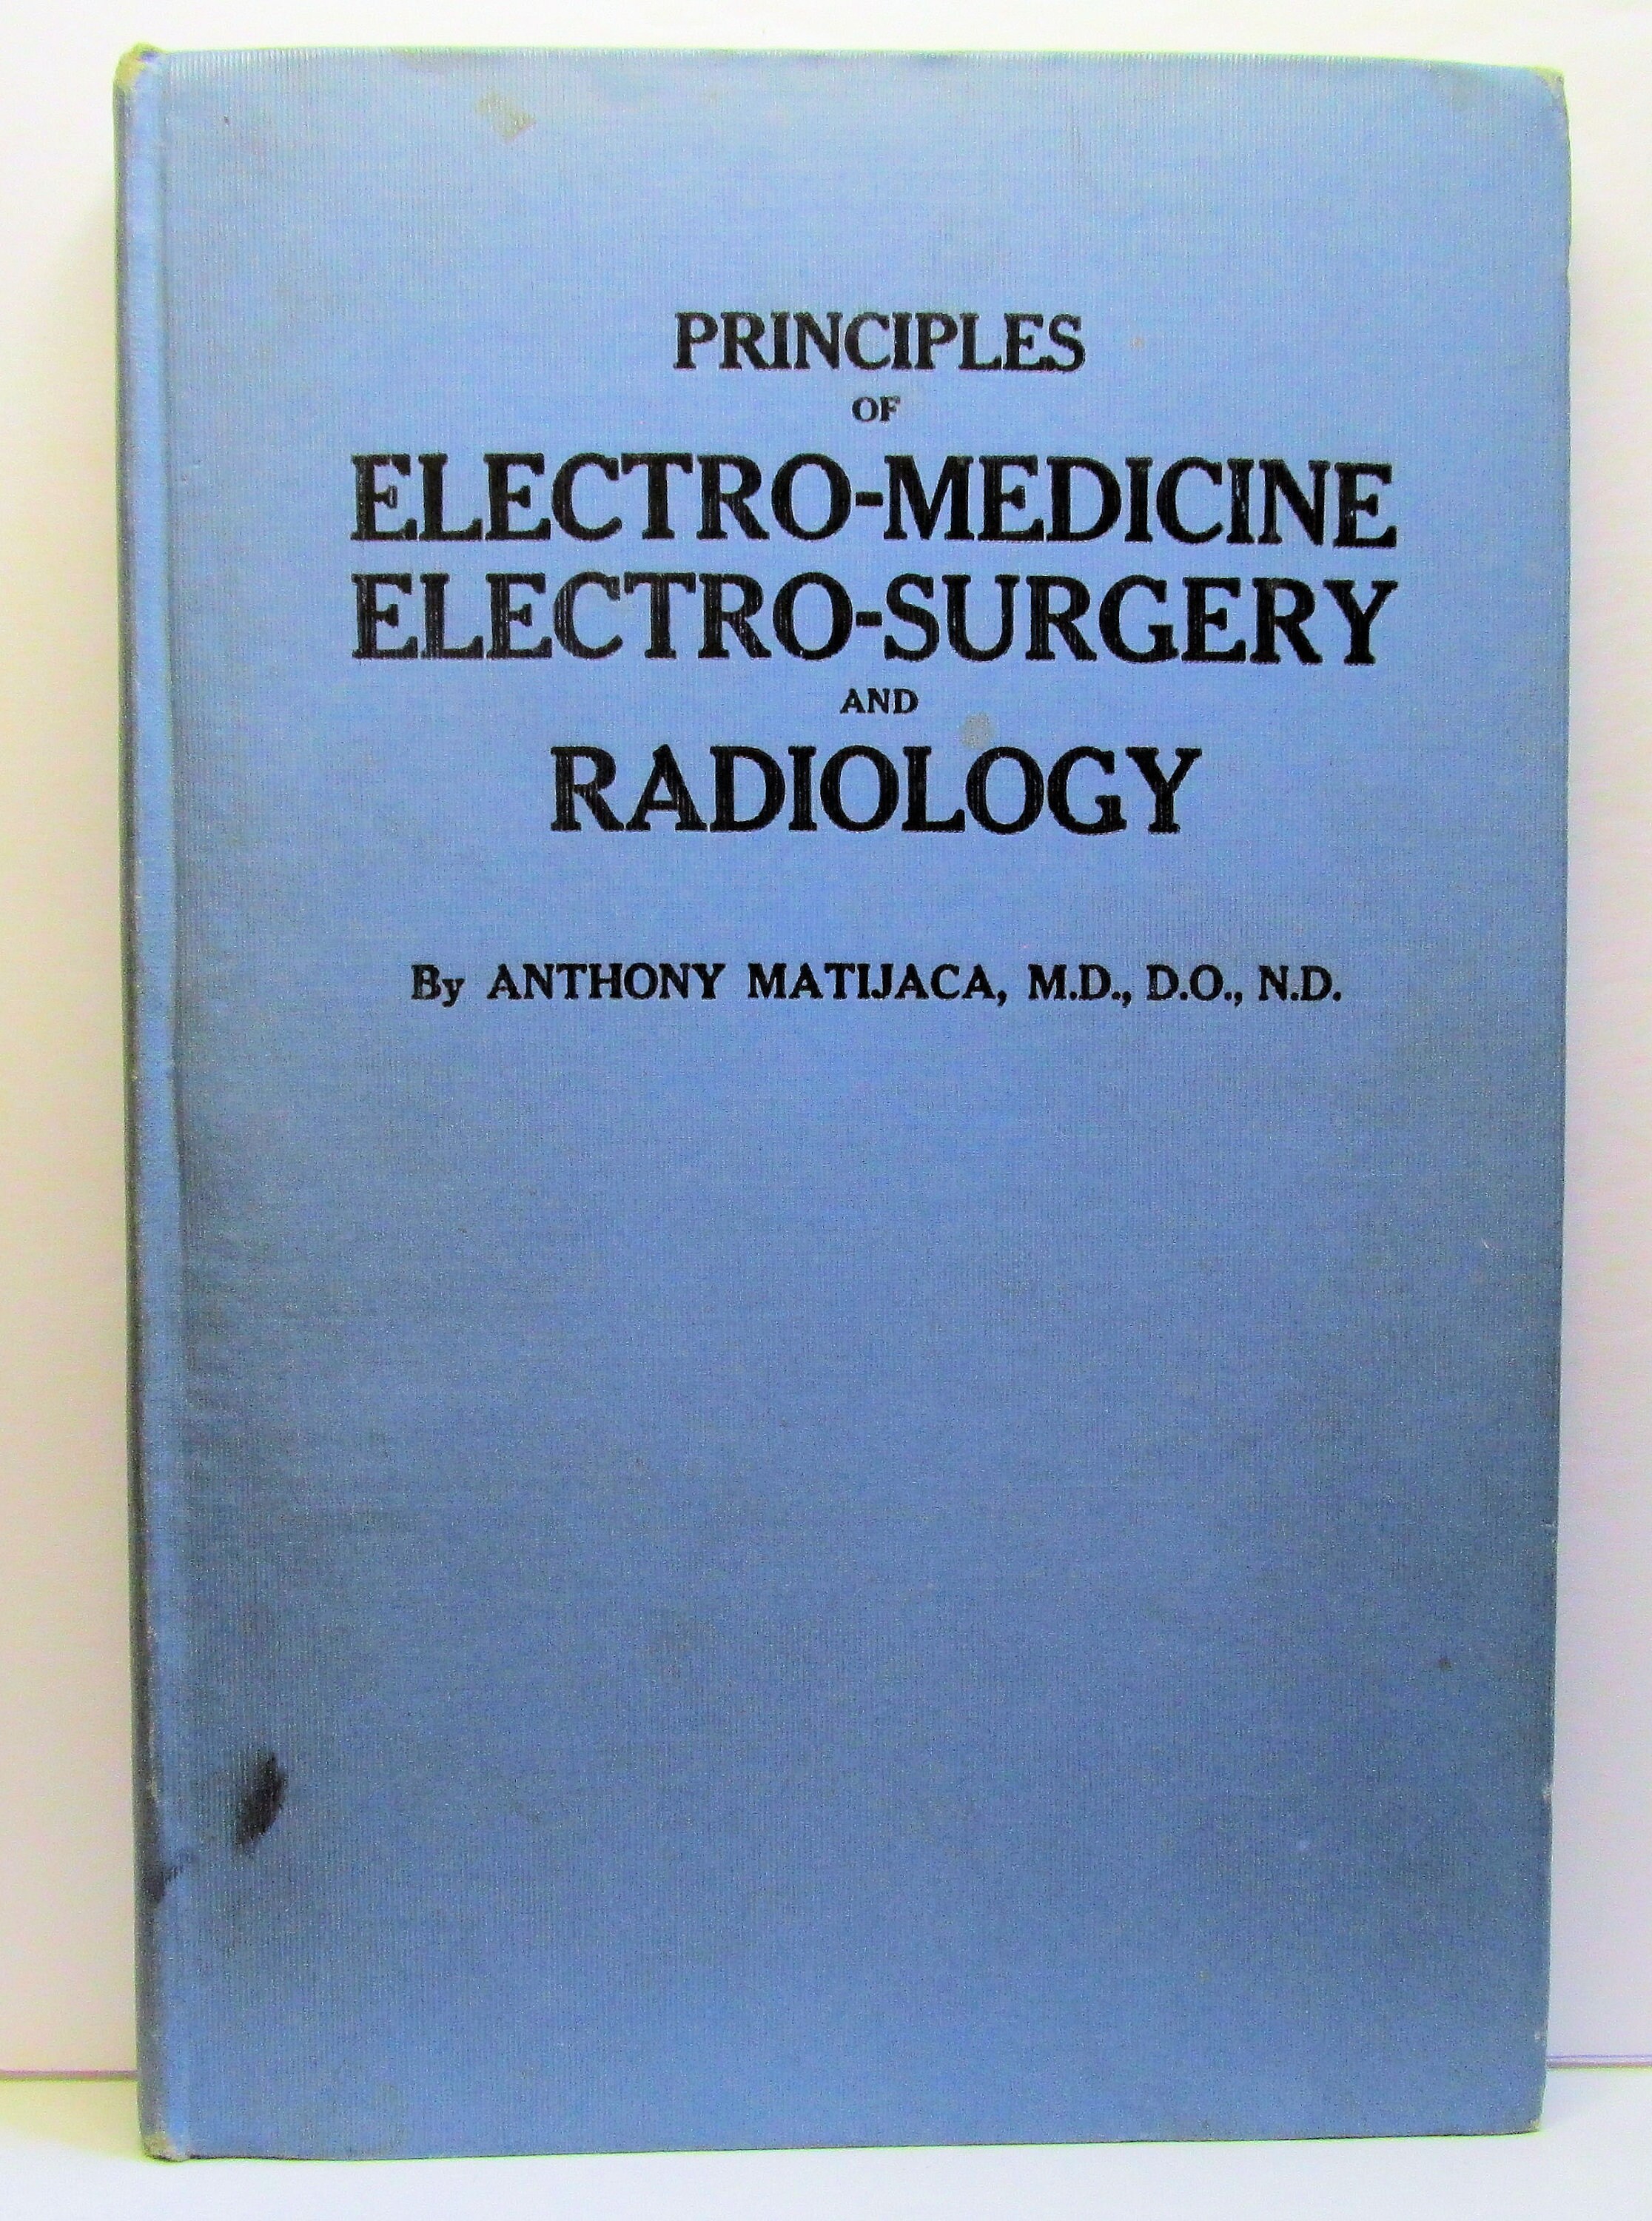 PRINCIPLES
OF
ELECTRO-MEDICINE
ELECTRO-SURGERY
AND
RADIOLOGY
By ANTHONY MATIJACA, M.D., D.O., N.D.